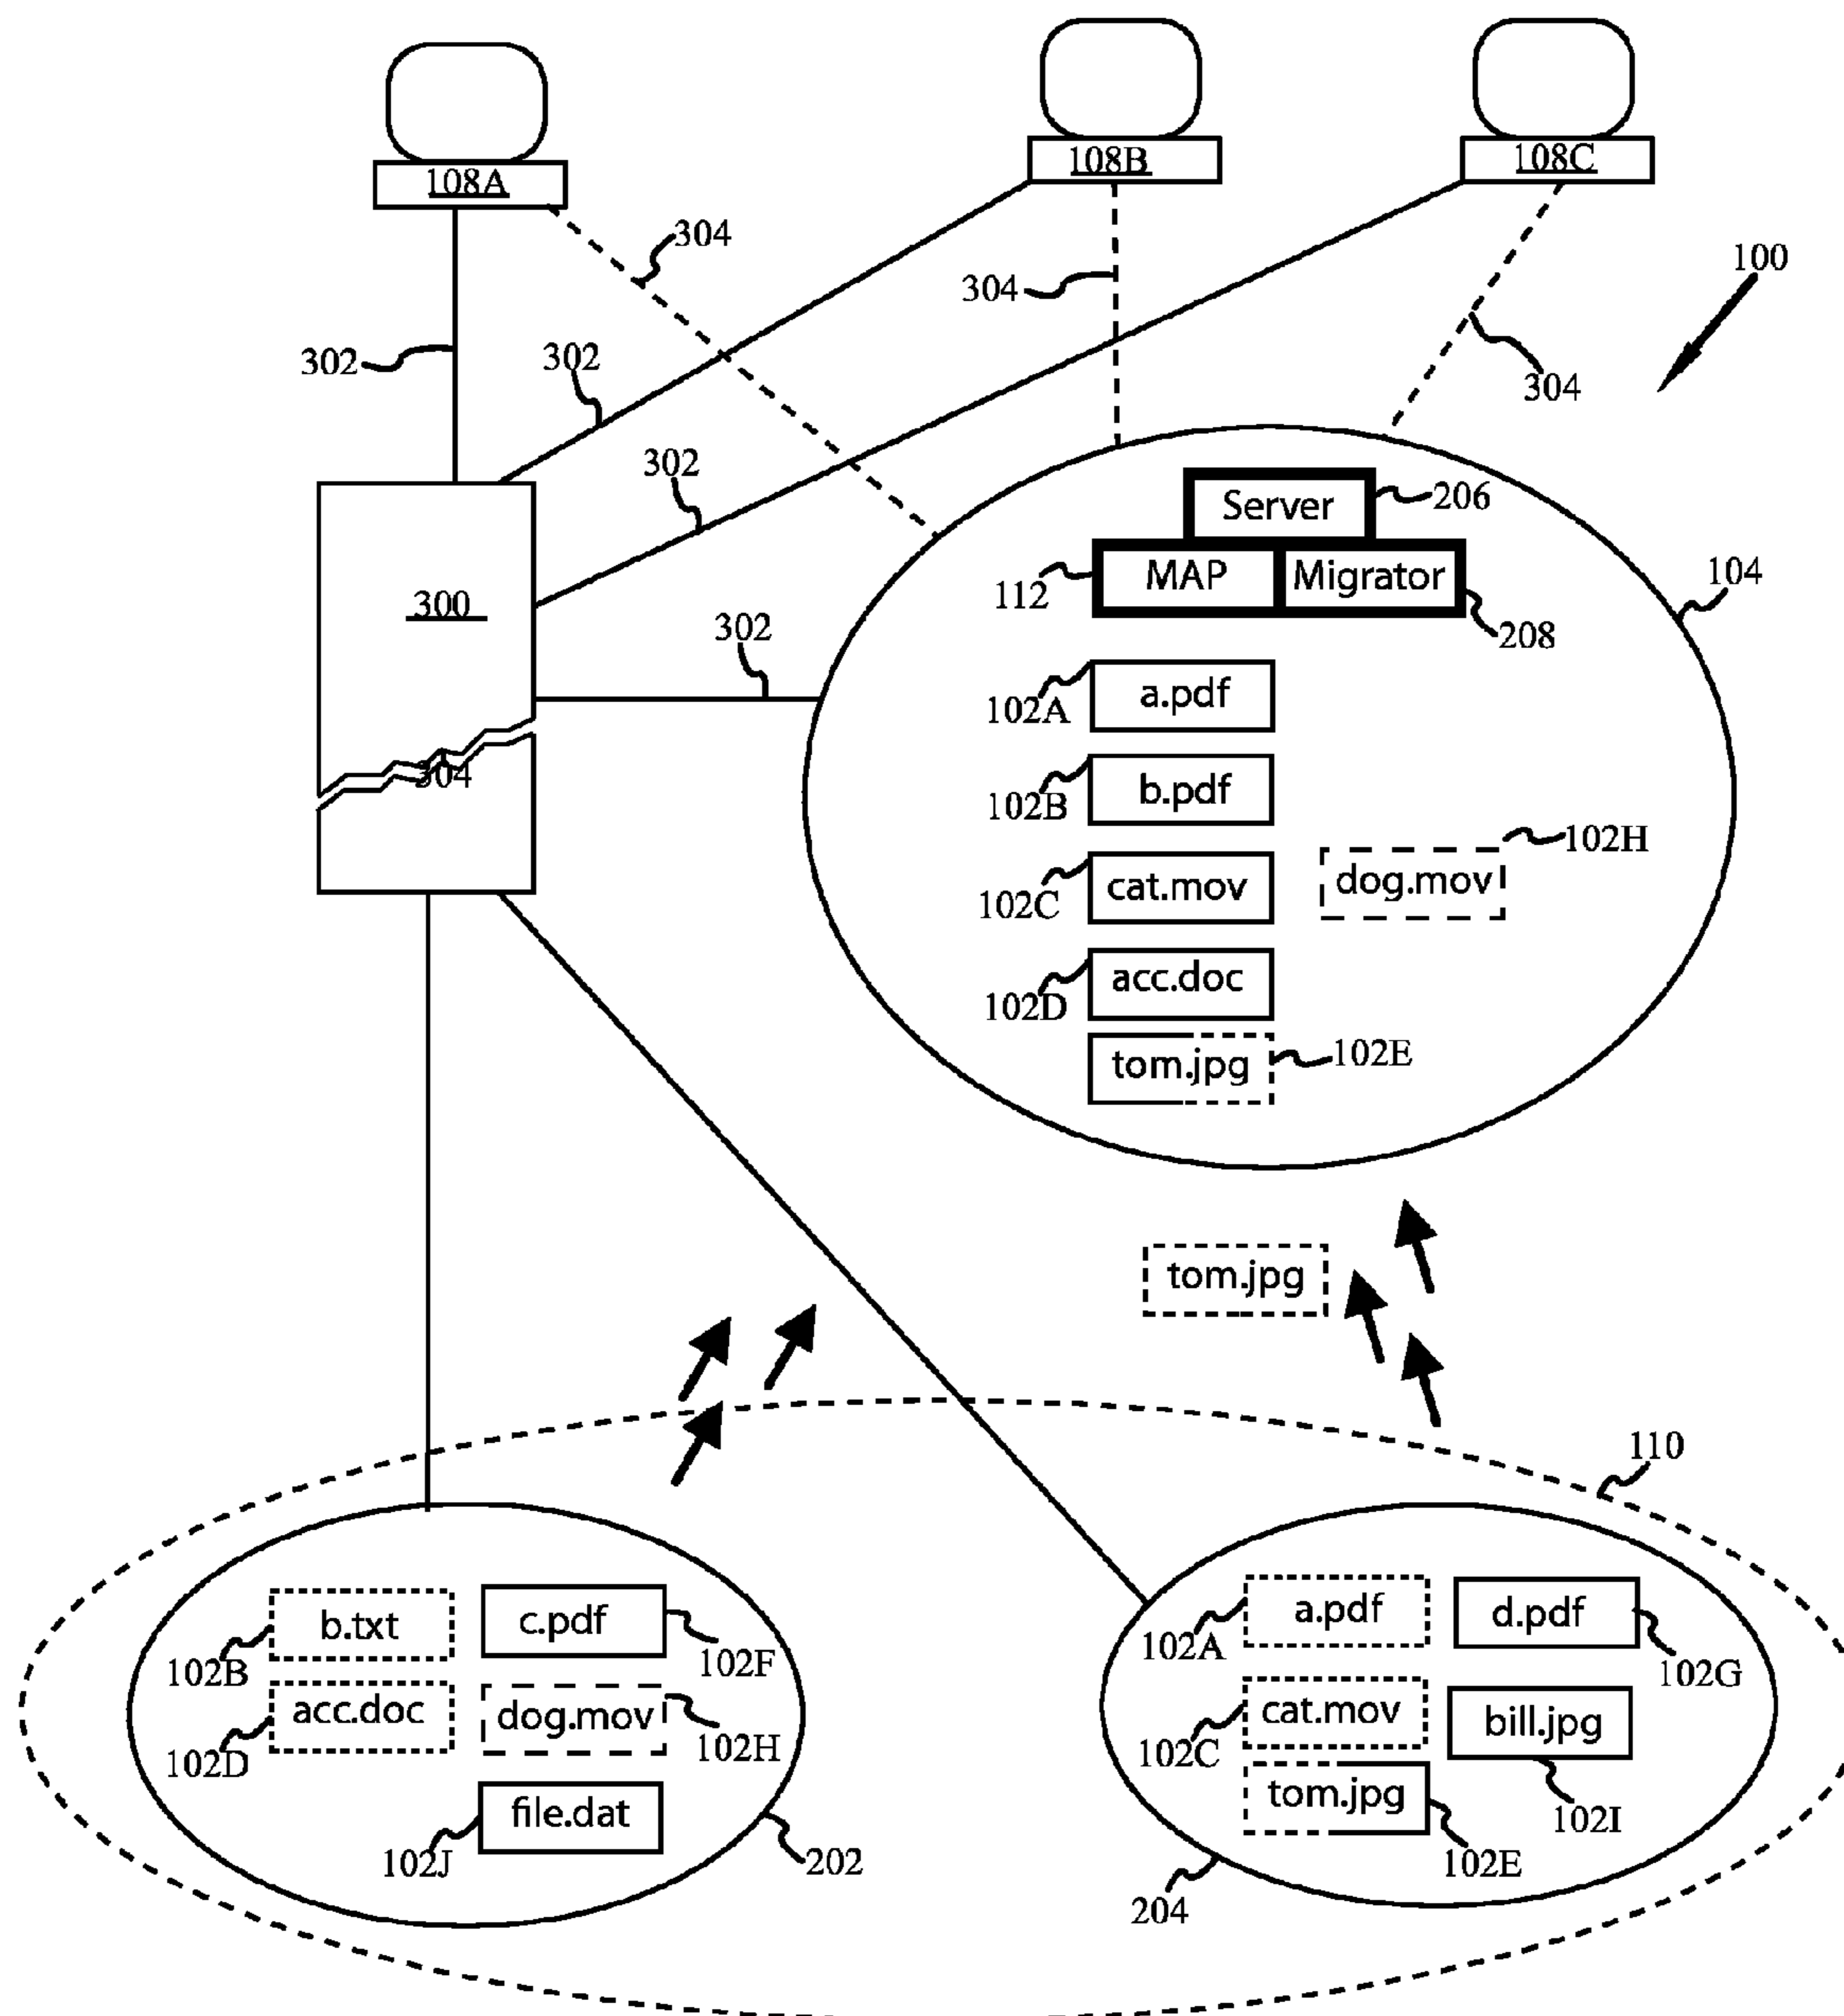 108A
108B
108C
304
304
100
302
302
304
302
Server
206
300
MAP
Migrator
112
104
208
302
a.pdf
102A
304
b.pdf
102B
102H
cat.mov
dog.mov
102C
acc.doc
102D
tom.jpg
102E
tom.jpg
110
b.txt
c.pdf
102B
102F
acc.doc
dog.mov
102D
102H
file.dat
102J
202
a.pdf
d.pdf
102A
102G
cat.mov
bill.jpg
102C
tom.jpg
102I
102E
204